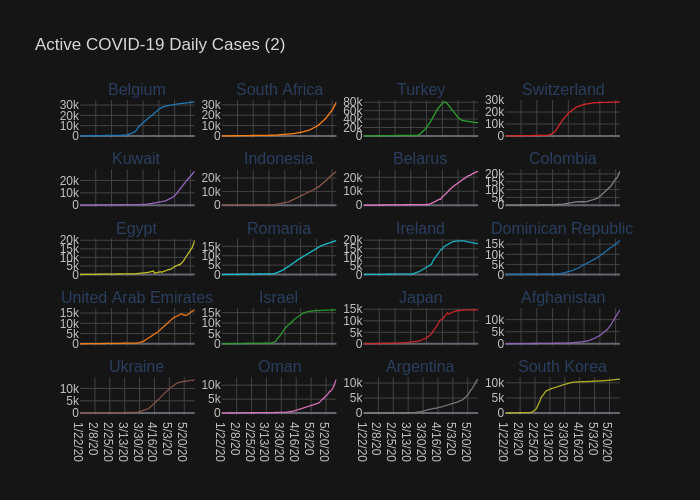 Active COVID-19 Daily Cases (2)
Belgium South Africa Turkey Switzerland
30k 20k 10k 0
30k 20k 10k 0
80k 60k 40k 20k 0
30k 20k 10k 0
Kuwait Indonesia Belarus Colombia
20k 10k 0
20k 10k 0
20k 10k 0
20k 15k 10k 5k 0
Egypt Romania Ireland Dominican Republic
20k 15k 10k 5k 0
15k 10k 5k 0
20k 15k 10k 5k 0
15k 10k 5k 0
United Arab Emirates Israel Japan Afghanistan
15k 10k 5k 0
15k 10k 5k 0
15k 10k 5k 0
10k 5k 0
Ukraine Oman Argentina South Korea
10k 5k 0
10k 5k 0
10k 5k 0
10k 5k 0
1/22/20 2/8/20 2/25/20 3/13/20 3/30/20 4/16/20 5/3/20 5/20/20
1/22/20 2/8/20 2/25/20 3/13/20 3/30/20 4/16/20 5/3/20 5/20/20
1/22/20 2/8/20 2/25/20 3/13/20 3/30/20 4/16/20 5/3/20 5/20/20
1/22/20 2/8/20 2/25/20 3/13/20 3/30/20 4/16/20 5/3/20 5/20/20